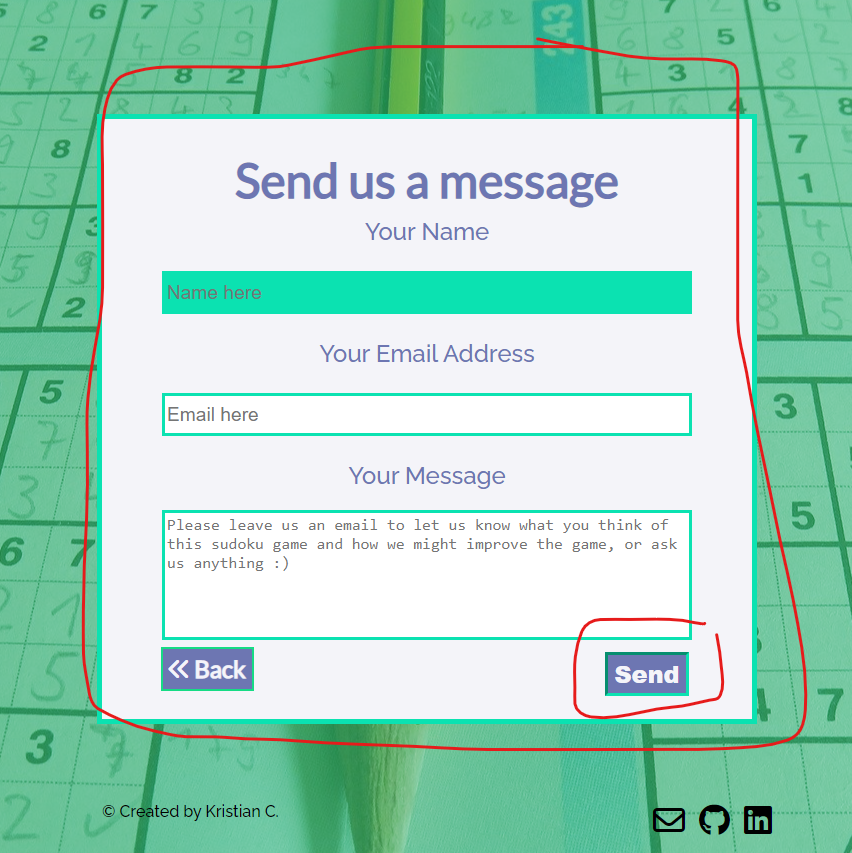 Send us a message
Your Name
Name here
Your Email Address
Email here
Your Message
Please leave us an email to let us know what you think of
this sudoku game and how we might improve the game, or ask
us anything :)
Back
Send
© Created by Kristian C.